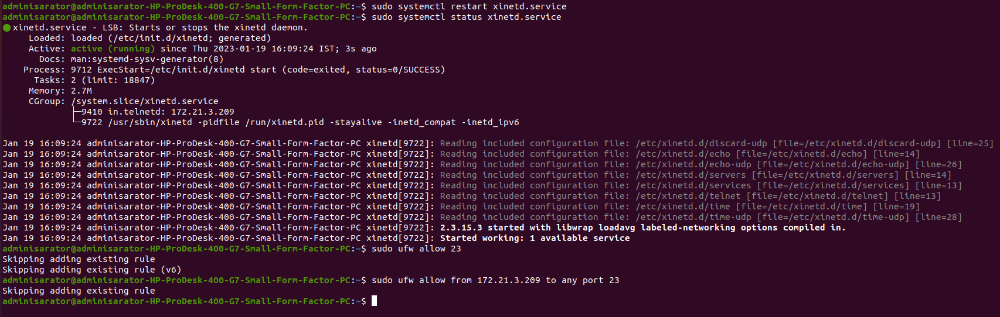 adminisarator@adminisarator-HP-ProDesk-400-G7-Small-Form-Factor-PC:~$ sudo systemctl restart xinetd.service
adminisarator@adminisarator-HP-ProDesk-400-G7-Small-Form-Factor-PC:~$ sudo systemctl status xinetd.service
● xinetd.service - LSB: Starts or stops the xinetd daemon.
     Loaded: loaded (/etc/init.d/xinetd; generated)
     Active: active (running) since Thu 2023-01-19 16:09:24 IST; 3s ago
       Docs: man:systemd-sysv-generator(8)
    Process: 9712 ExecStart=/etc/init.d/xinetd start (code=exited, status=0/SUCCESS)
      Tasks: 2 (limit: 18847)
     Memory: 2.7M
     CGroup: /system.slice/xinetd.service
             ├─9410 in.telnetd: 172.21.3.209
             └─9722 /usr/sbin/xinetd -pidfile /run/xinetd.pid -stayalive -inetd_compat -inetd_ipv6
Jan 19 16:09:24 adminisarator-HP-ProDesk-400-G7-Small-Form-Factor-PC xinetd[9722]: Reading included configuration file: /etc/xinetd.d/discard-udp [file=/etc/xinetd.d/discard-udp] [line=25]
Jan 19 16:09:24 adminisarator-HP-ProDesk-400-G7-Small-Form-Factor-PC xinetd[9722]: Reading included configuration file: /etc/xinetd.d/echo [file=/etc/xinetd.d/echo] [line=14]
Jan 19 16:09:24 adminisarator-HP-ProDesk-400-G7-Small-Form-Factor-PC xinetd[9722]: Reading included configuration file: /etc/xinetd.d/echo-udp [file=/etc/xinetd.d/echo-udp] [line=26]
Jan 19 16:09:24 adminisarator-HP-ProDesk-400-G7-Small-Form-Factor-PC xinetd[9722]: Reading included configuration file: /etc/xinetd.d/servers [file=/etc/xinetd.d/servers] [line=14]
Jan 19 16:09:24 adminisarator-HP-ProDesk-400-G7-Small-Form-Factor-PC xinetd[9722]: Reading included configuration file: /etc/xinetd.d/services [file=/etc/xinetd.d/services] [line=13]
Jan 19 16:09:24 adminisarator-HP-ProDesk-400-G7-Small-Form-Factor-PC xinetd[9722]: Reading included configuration file: /etc/xinetd.d/telnet [file=/etc/xinetd.d/telnet] [line=13]
Jan 19 16:09:24 adminisarator-HP-ProDesk-400-G7-Small-Form-Factor-PC xinetd[9722]: Reading included configuration file: /etc/xinetd.d/time [file=/etc/xinetd.d/time] [line=19]
Jan 19 16:09:24 adminisarator-HP-ProDesk-400-G7-Small-Form-Factor-PC xinetd[9722]: Reading included configuration file: /etc/xinetd.d/time-udp [file=/etc/xinetd.d/time-udp] [line=28]
Jan 19 16:09:24 adminisarator-HP-ProDesk-400-G7-Small-Form-Factor-PC xinetd[9722]: 2.3.15.3 started with libwrap loadavg labeled-networking options compiled in.
Jan 19 16:09:24 adminisarator-HP-ProDesk-400-G7-Small-Form-Factor-PC xinetd[9722]: Started working: 1 available service
adminisarator@adminisarator-HP-ProDesk-400-G7-Small-Form-Factor-PC:~$ sudo ufw allow 23
Skipping adding existing rule
Skipping adding existing rule (v6)
adminisarator@adminisarator-HP-ProDesk-400-G7-Small-Form-Factor-PC:~$ sudo ufw allow from 172.21.3.209 to any port 23
Skipping adding existing rule
adminisarator@adminisarator-HP-ProDesk-400-G7-Small-Form-Factor-PC:~$